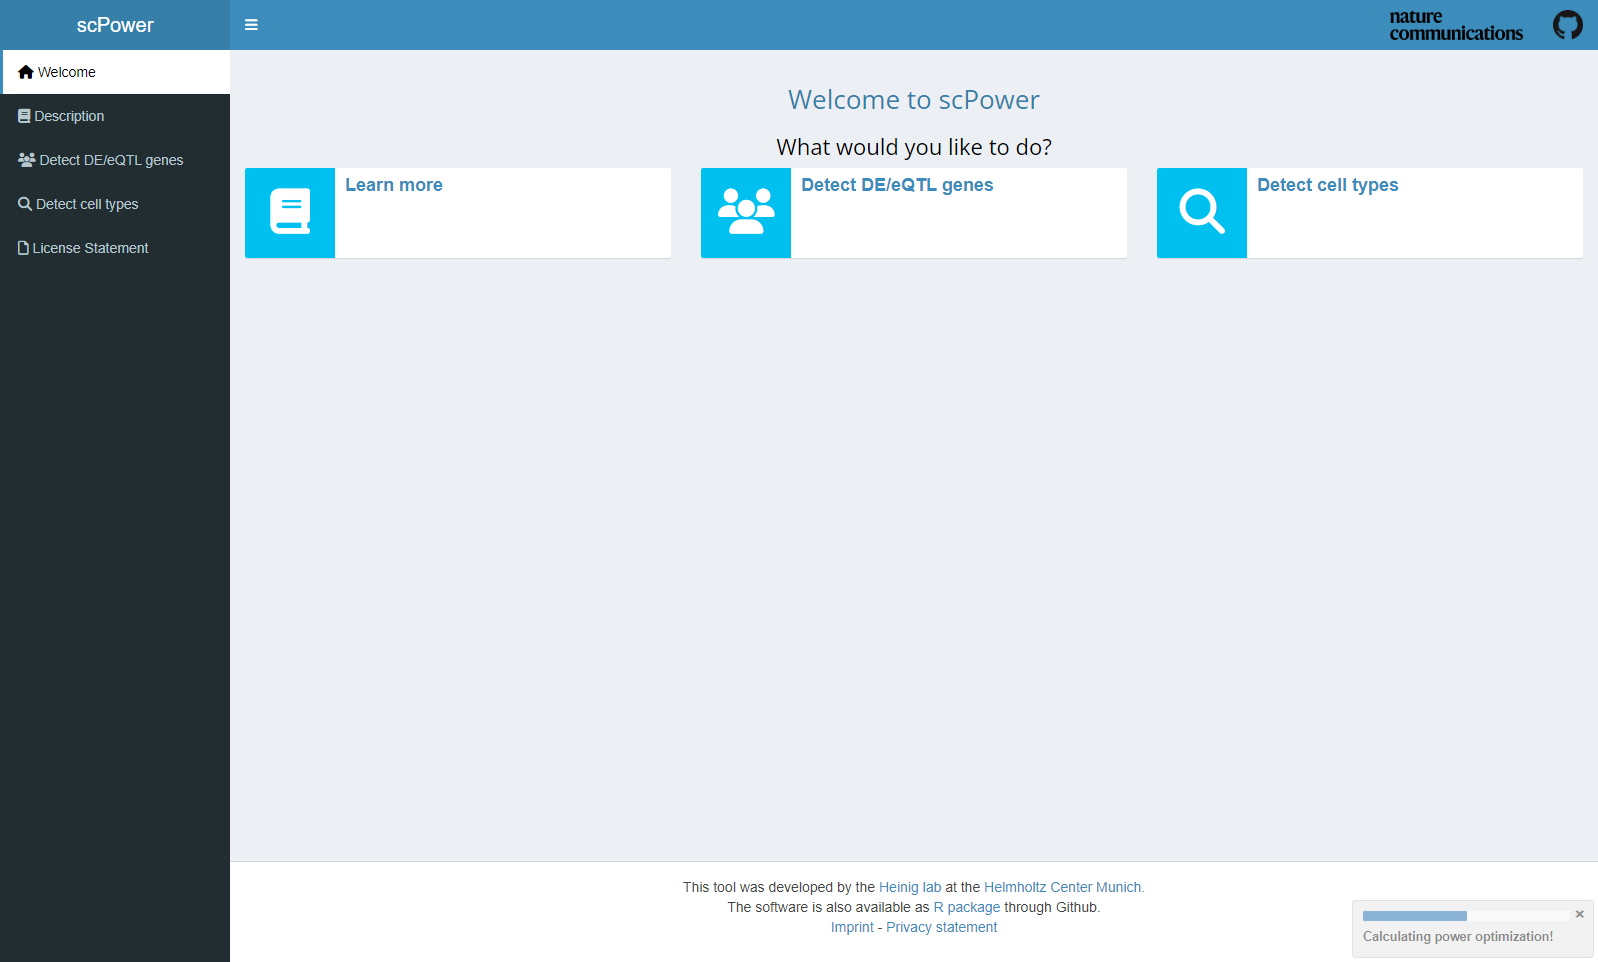 scPower
nature
communications
Welcome
Description
Detect DE/eQTL genes
Detect cell types
License Statement
Welcome to scPower
What would you like to do?
Learn more
Detect DE/eQTL genes
Detect cell types
This tool was developed by the Heinig lab at the Helmholtz Center Munich.
The software is also available as R package through Github.
Imprint - Privacy statement
×
Calculating power optimization!